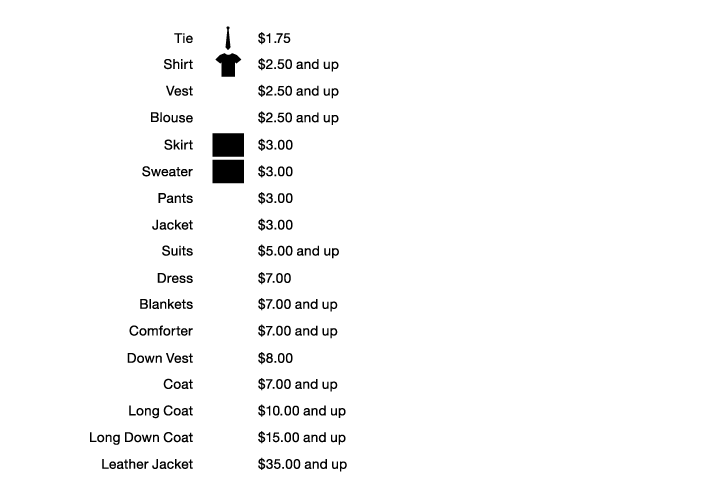 Tie $1.75
Shirt $2.50 and up
Vest $2.50 and up
Blouse $2.50 and up
Skirt $3.00
Sweater $3.00
Pants $3.00
Jacket $3.00
Suits $5.00 and up
Dress $7.00
Blankets $7.00 and up
Comforter $7.00 and up
Down Vest $8.00
Coat $7.00 and up
Long Coat $10.00 and up
Long Down Coat $15.00 and up
Leather Jacket $35.00 and up